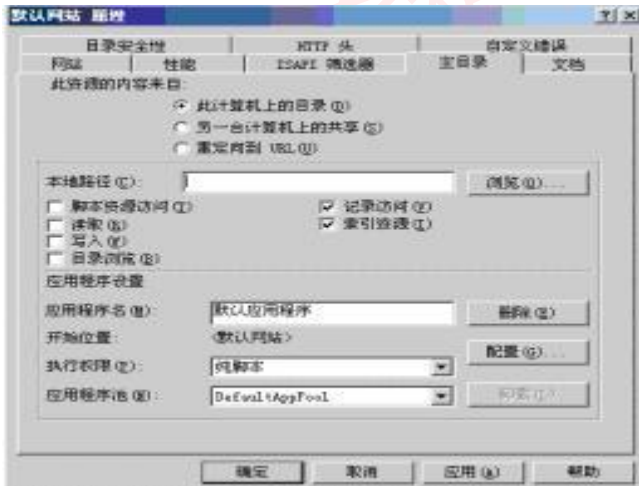 默认网站 属性
目录安全性 HTTP 头 自定义错误
网站 性能 ISAPI 筛选器 主目录 文档
此资源的内容来自:
此计算机上的目录(D)
另一台计算机上的共享(S)
重定向到 URL(U)
本地路径(C): 浏览(O)...
脚本资源访问(T) 记录访问(V)
读取(R) 索引资源(I)
写入(W)
目录浏览(B)
应用程序设置
应用程序名(M): 默认应用程序 删除(E)
开始位置: <默认网站>
配置(G)...
执行权限(P): 纯脚本
应用程序池(N): DefaultAppPool 卸载(L)
确定 取消 应用(A) 帮助